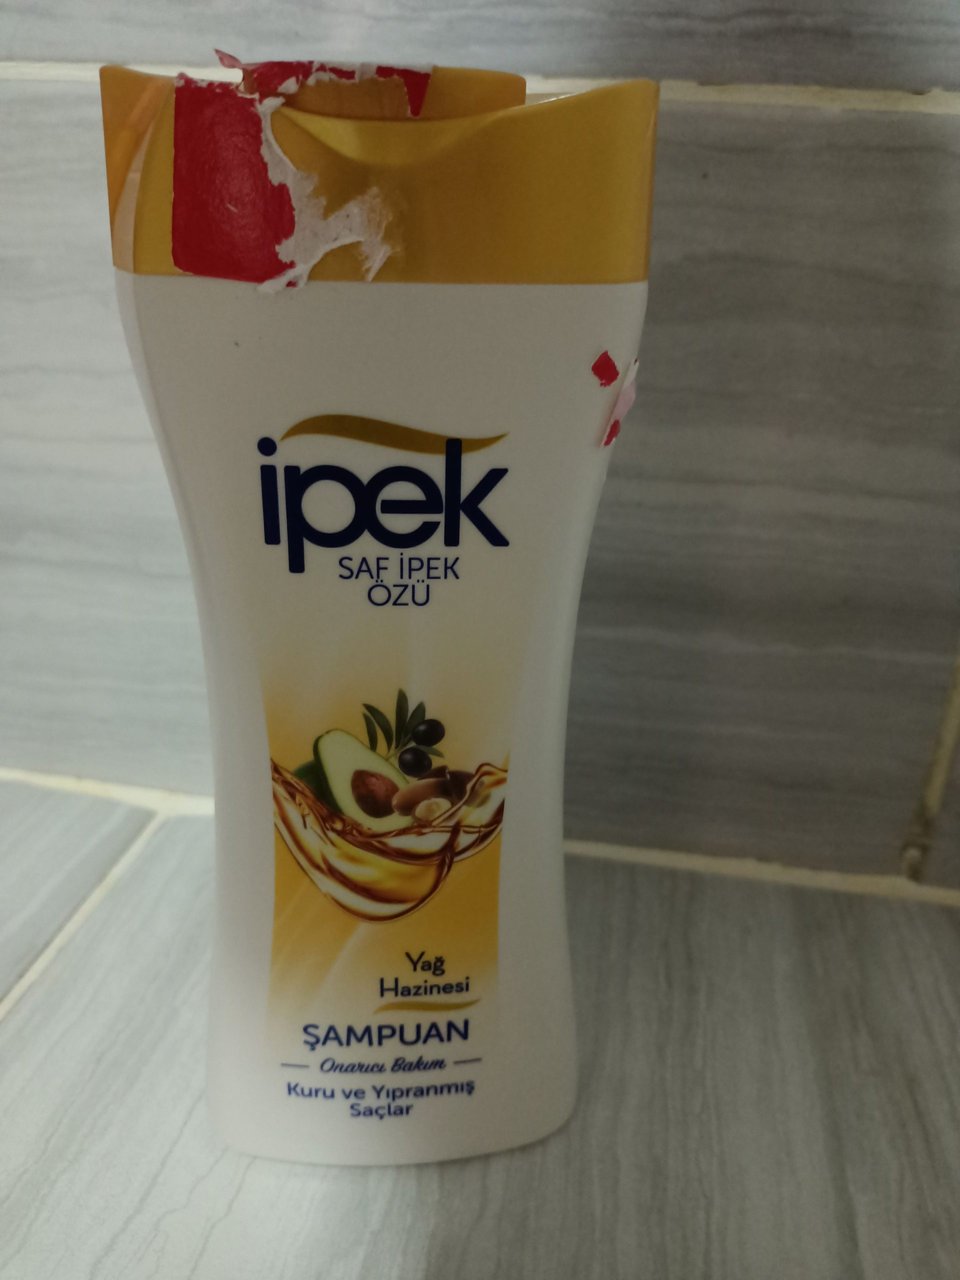 ipek
SAF İPEK
ÖZÜ
Yağ
Hazinesi
ŞAMPUAN
Onarıcı Bakım
Kuru ve Yıpranmış
Saçlar